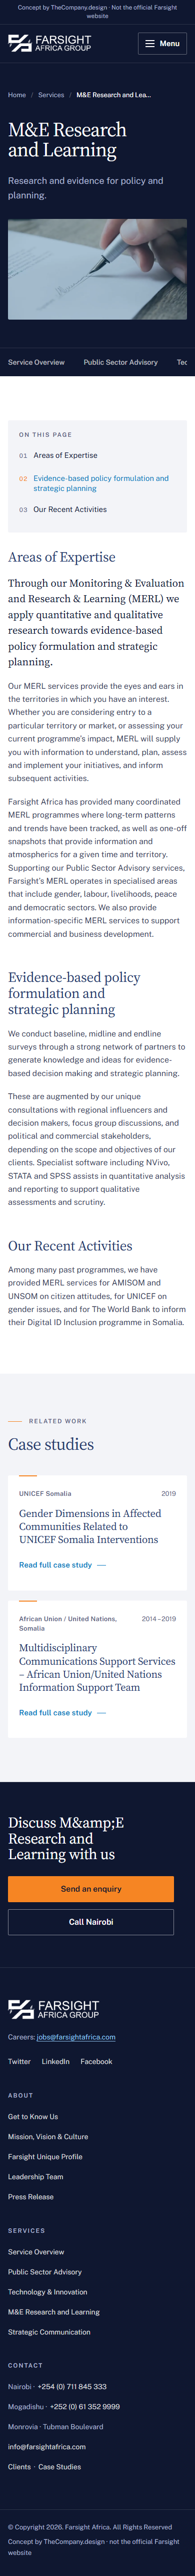 Concept by TheCompany.design · Not the official Farsight
website
FARSIGHT
AFRICA GROUP
Menu
Home / Services / M&E Research and Lea...
M&E Research
and Learning
Research and evidence for policy and
planning.
Service Overview Public Sector Advisory Tec
ON THIS PAGE
01 Areas of Expertise
02 Evidence-based policy formulation and
strategic planning
03 Our Recent Activities
Areas of Expertise
Through our Monitoring & Evaluation
and Research & Learning (MERL) we
apply quantitative and qualitative
research towards evidence-based
policy formulation and strategic
planning.
Our MERL services provide the eyes and ears in
the territories in which you have an interest.
Whether you are considering entry to a
particular territory or market, or assessing your
current programme's impact, MERL will supply
you with information to understand, plan, assess
and implement your initiatives, and inform
subsequent activities.
Farsight Africa has provided many coordinated
MERL programmes where long-term patterns
and trends have been tracked, as well as one-off
snapshots that provide information and
atmospherics for a given time and territory.
Supporting our Public Sector Advisory services,
Farsight's MERL operates in specialised areas
that include gender, labour, livelihoods, peace
and democratic sectors. We also provide
information-specific MERL services to support
commercial and business development.
Evidence-based policy
formulation and
strategic planning
We conduct baseline, midline and endline
surveys through a strong network of partners to
generate knowledge and ideas for evidence-
based decision making and strategic planning.
These are augmented by our unique
consultations with regional influencers and
decision makers, focus group discussions, and
political and commercial stakeholders,
depending on the scope and objectives of our
clients. Specialist software including NVivo,
STATA and SPSS assists in quantitative analysis
and reporting to support qualitative
assessments and scrutiny.
Our Recent Activities
Among many past programmes, we have
provided MERL services for AMISOM and
UNSOM on citizen attitudes, for UNICEF on
gender issues, and for The World Bank to inform
their Digital ID Inclusion programme in Somalia.
RELATED WORK
Case studies
UNICEF Somalia 2019
Gender Dimensions in Affected
Communities Related to
UNICEF Somalia Interventions
Read full case study
African Union / United Nations, 2014 – 2019
Somalia
Multidisciplinary
Communications Support Services
– African Union/United Nations
Information Support Team
Read full case study
Discuss M&amp;E
Research and
Learning with us
Send an enquiry
Call Nairobi
FARSIGHT
AFRICA GROUP
Careers: jobs@farsightafrica.com
Twitter LinkedIn Facebook
ABOUT
Get to Know Us
Mission, Vision & Culture
Farsight Unique Profile
Leadership Team
Press Release
SERVICES
Service Overview
Public Sector Advisory
Technology & Innovation
M&E Research and Learning
Strategic Communication
CONTACT
Nairobi · +254 (0) 711 845 333
Mogadishu · +252 (0) 61 352 9999
Monrovia · Tubman Boulevard
info@farsightafrica.com
Clients · Case Studies
© Copyright 2026. Farsight Africa. All Rights Reserved
Concept by TheCompany.design · not the official Farsight
website